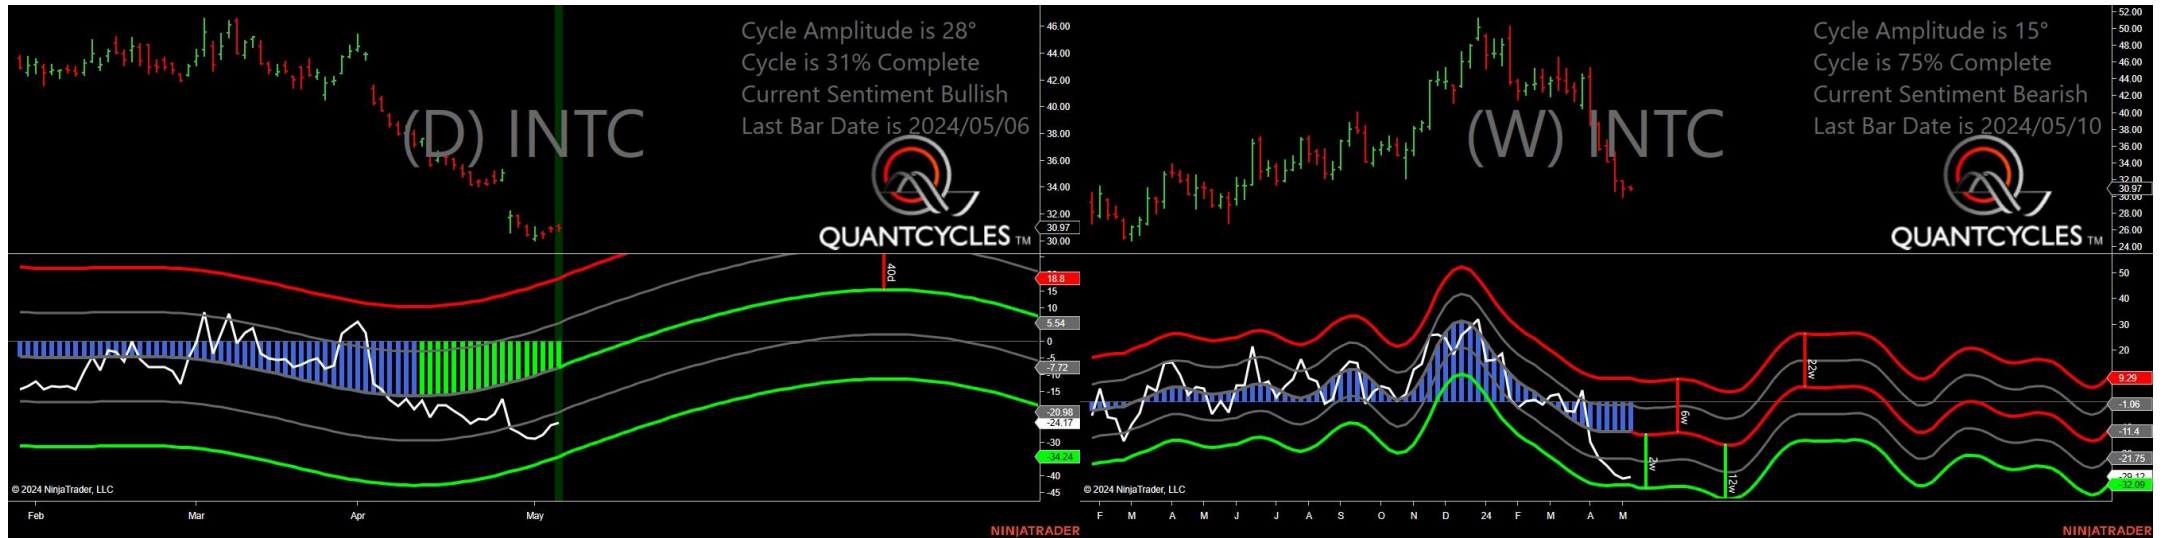 Cycle Amplitude is 28°
Cycle is 31% Complete
Current Sentiment Bullish
Last Bar Date is 2024/05/06
(D) INTC
QUANTCYCLES TM
46.00
44.00
42.00
40.00
38.00
36.00
34.00
32.00
30.97
30.00
40d
18.8
15
10
5.54
0
-5
-7.72
-10
-15
-20.98
-24.17
-30
-34.24
-40
-45
© 2024 NinjaTrader, LLC
Feb Mar Apr May
NINJATRADER
Cycle Amplitude is 15°
Cycle is 75% Complete
Current Sentiment Bearish
Last Bar Date is 2024/05/10
(W) INTC
QUANTCYCLES TM
52.00
50.00
48.00
46.00
44.00
42.00
40.00
38.00
36.00
34.00
32.00
30.97
30.00
28.00
26.00
24.00
50
40
30
20
9.29
-1.06
-11.4
-21.75
-29.12
-32.09
22w
6w
2w
12w
© 2024 NinjaTrader, LLC
F M A M J J A S O N D 24 F M A M
NINJATRADER